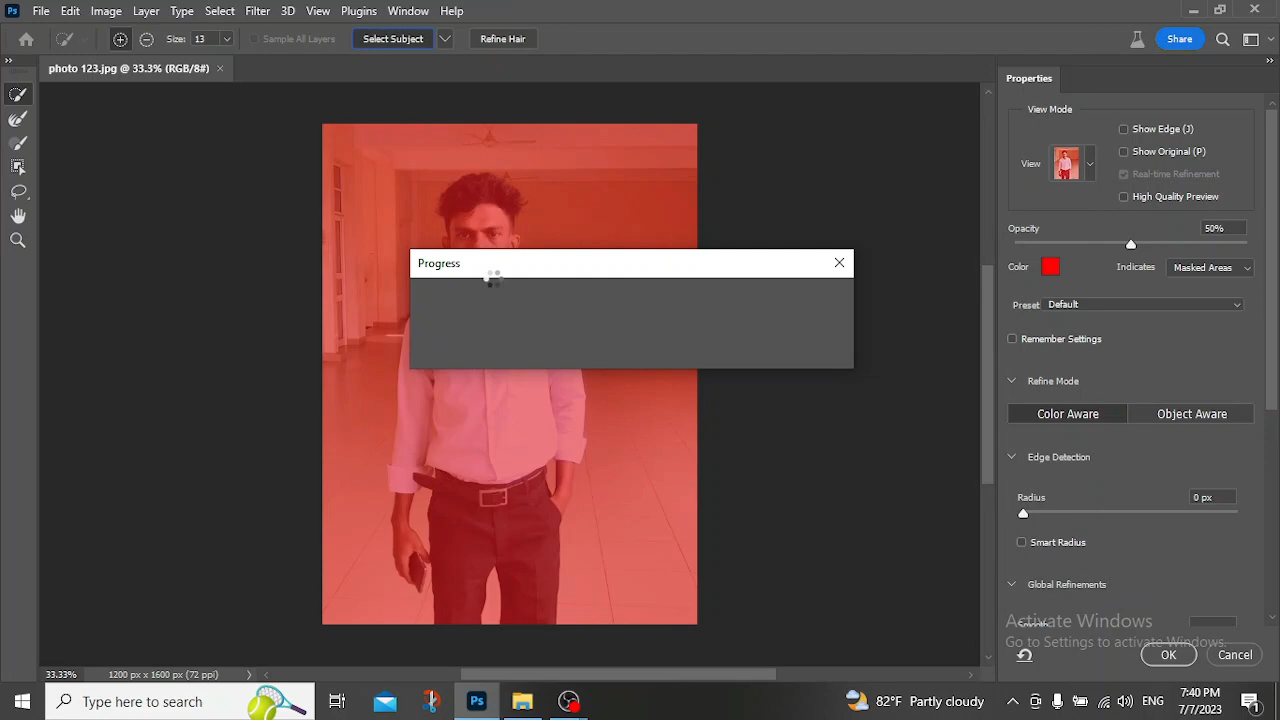 Ps File Edit Image Layer Type Select Filter 3D View Plugins Window Help
Size: 13 Sample All Layers Select Subject Refine Hair Share
photo 123.jpg @ 33.3% (RGB/8#) ×
Properties
View Mode
Show Edge (J)
Show Original (P)
View
Real-time Refinement
High Quality Preview
Opacity 50%
Color Indicates Masked Areas
Preset Default
Remember Settings
Refine Mode
Color Aware Object Aware
Edge Detection
Radius 0 px
Smart Radius
Global Refinements
Smooth
Progress
Activate Windows
Go to Settings to activate Windows.
OK Cancel
33.33% 1200 px x 1600 px (72 ppi)
Type here to search Ps 82°F Partly cloudy ENG 7:40 PM
7/7/2023 1